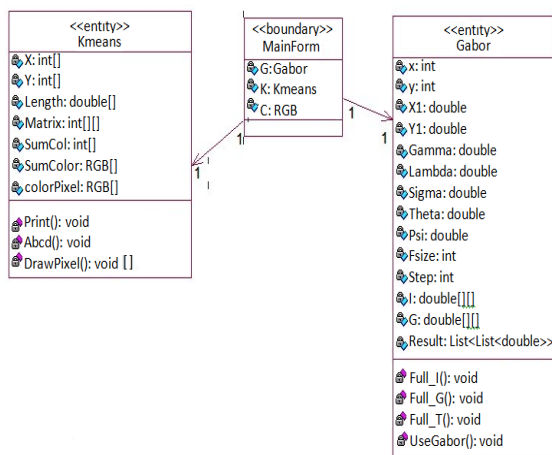 <<entity>>
Kmeans
X: int[]
Y: int[]
Length: double[]
Matrix: int[][]
SumCol: int[]
SumColor: RGB[]
colorPixel: RGB[]
Print(): void
Abcd(): void
DrawPixel(): void []
<<boundary>>
MainForm
G:Gabor
K: Kmeans
C: RGB
1
1
1
1
<<entity>>
Gabor
x: int
y: int
X1: double
Y1: double
Gamma: double
Lambda: double
Sigma: double
Theta: double
Psi: double
Fsize: int
Step: int
I: double[][]
G: double[][]
Result: List<List<double>>
Full_I(): void
Full_G(): void
Full_T(): void
UseGabor(): void